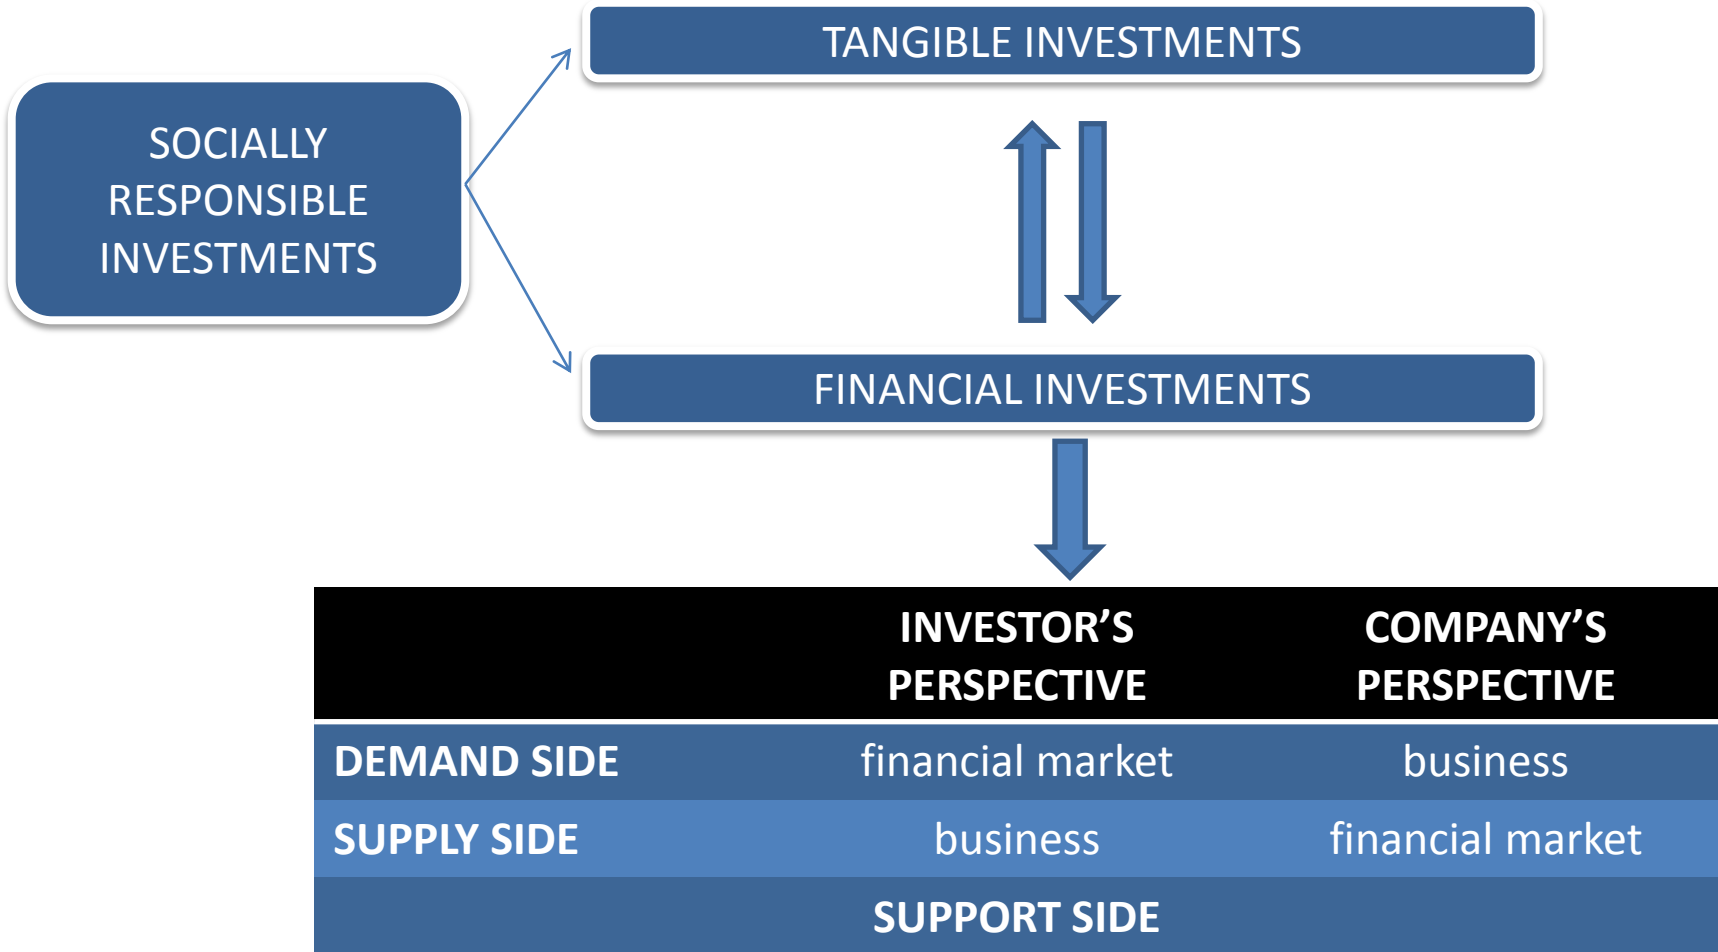 TANGIBLE INVESTMENTS
SOCIALLY
RESPONSIBLE
INVESTMENTS
FINANCIAL INVESTMENTS
INVESTOR’S COMPANY’S
PERSPECTIVE PERSPECTIVE
DEMAND SIDE financial market business
SUPPLY SIDE business financial market
SUPPORT SIDE